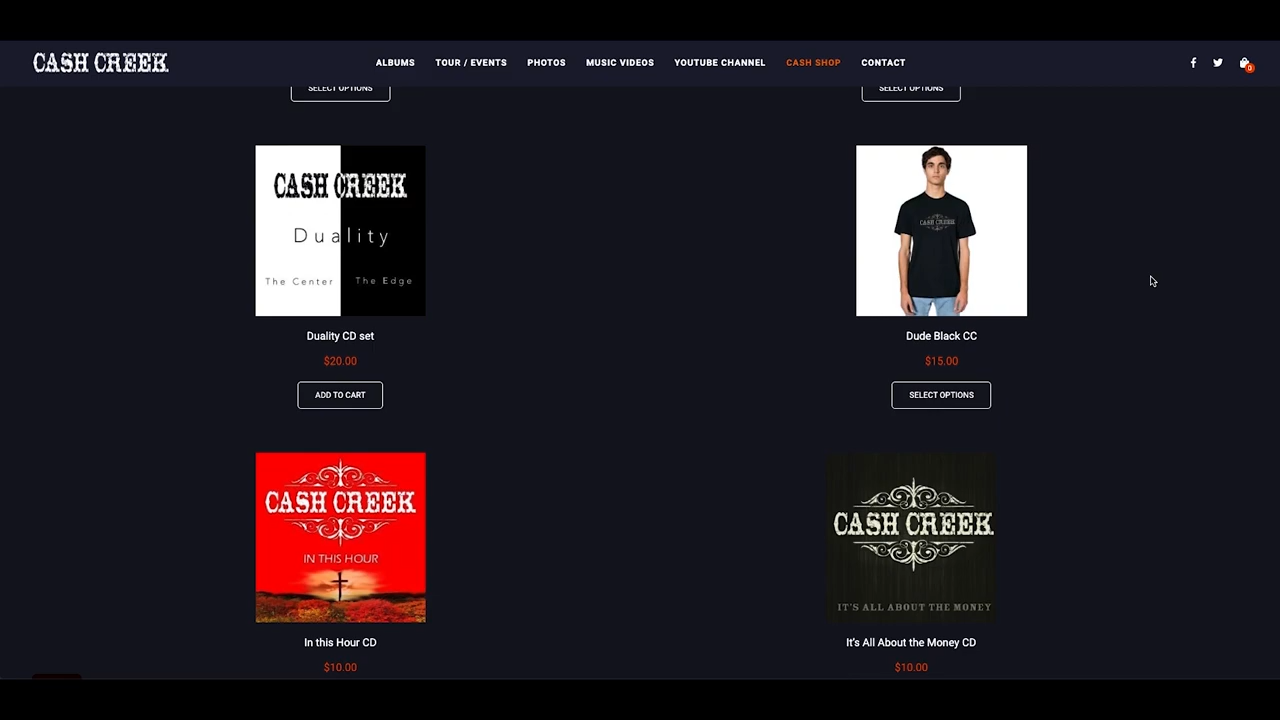 CASH CREEK
ALBUMS TOUR / EVENTS PHOTOS MUSIC VIDEOS YOUTUBE CHANNEL CASH SHOP CONTACT
0
SELECT OPTIONS
SELECT OPTIONS
CASH CREEK
Duality
The Center The Edge
CASH CREEK
Duality CD set
$20.00
ADD TO CART
Dude Black CC
$15.00
SELECT OPTIONS
CASH CREEK
IN THIS HOUR
CASH CREEK
IT'S ALL ABOUT THE MONEY
In this Hour CD
$10.00
It's All About the Money CD
$10.00